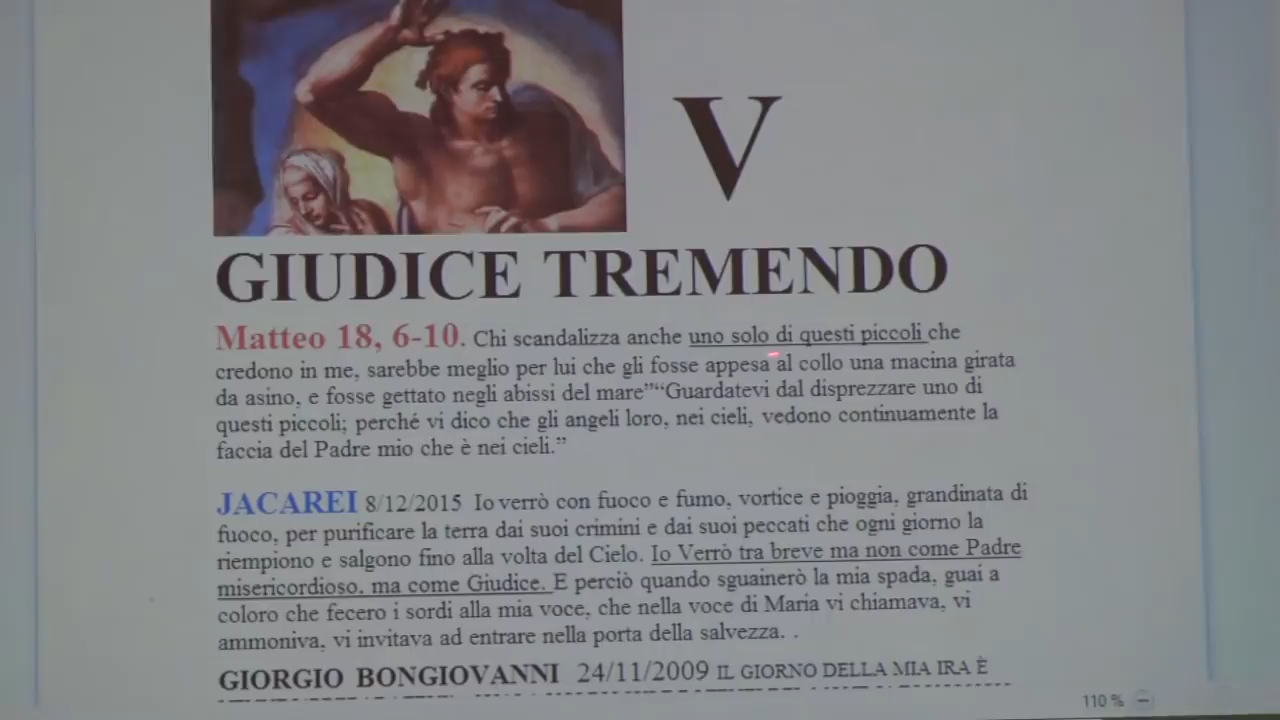 V
GIUDICE TREMENDO
Matteo 18, 6-10. Chi scandalizza anche uno solo di questi piccoli che
credono in me, sarebbe meglio per lui che gli fosse appesa al collo una macina girata
da asino, e fosse gettato negli abissi del mare”“Guardatevi dal disprezzare uno di
questi piccoli; perché vi dico che gli angeli loro, nei cieli, vedono continuamente la
faccia del Padre mio che è nei cieli.”
JACAREI 8/12/2015 Io verrò con fuoco e fumo, vortice e pioggia, grandinata di
fuoco, per purificare la terra dai suoi crimini e dai suoi peccati che ogni giorno la
riempiono e salgono fino alla volta del Cielo. Io Verrò tra breve ma non come Padre
misericordioso, ma come Giudice. E perciò quando sguainerò la mia spada, guai a
coloro che fecero i sordi alla mia voce, che nella voce di Maria vi chiamava, vi
ammoniva, vi invitava ad entrare nella porta della salvezza. .
GIORGIO BONGIOVANNI 24/11/2009 IL GIORNO DELLA MIA IRA È
110 %